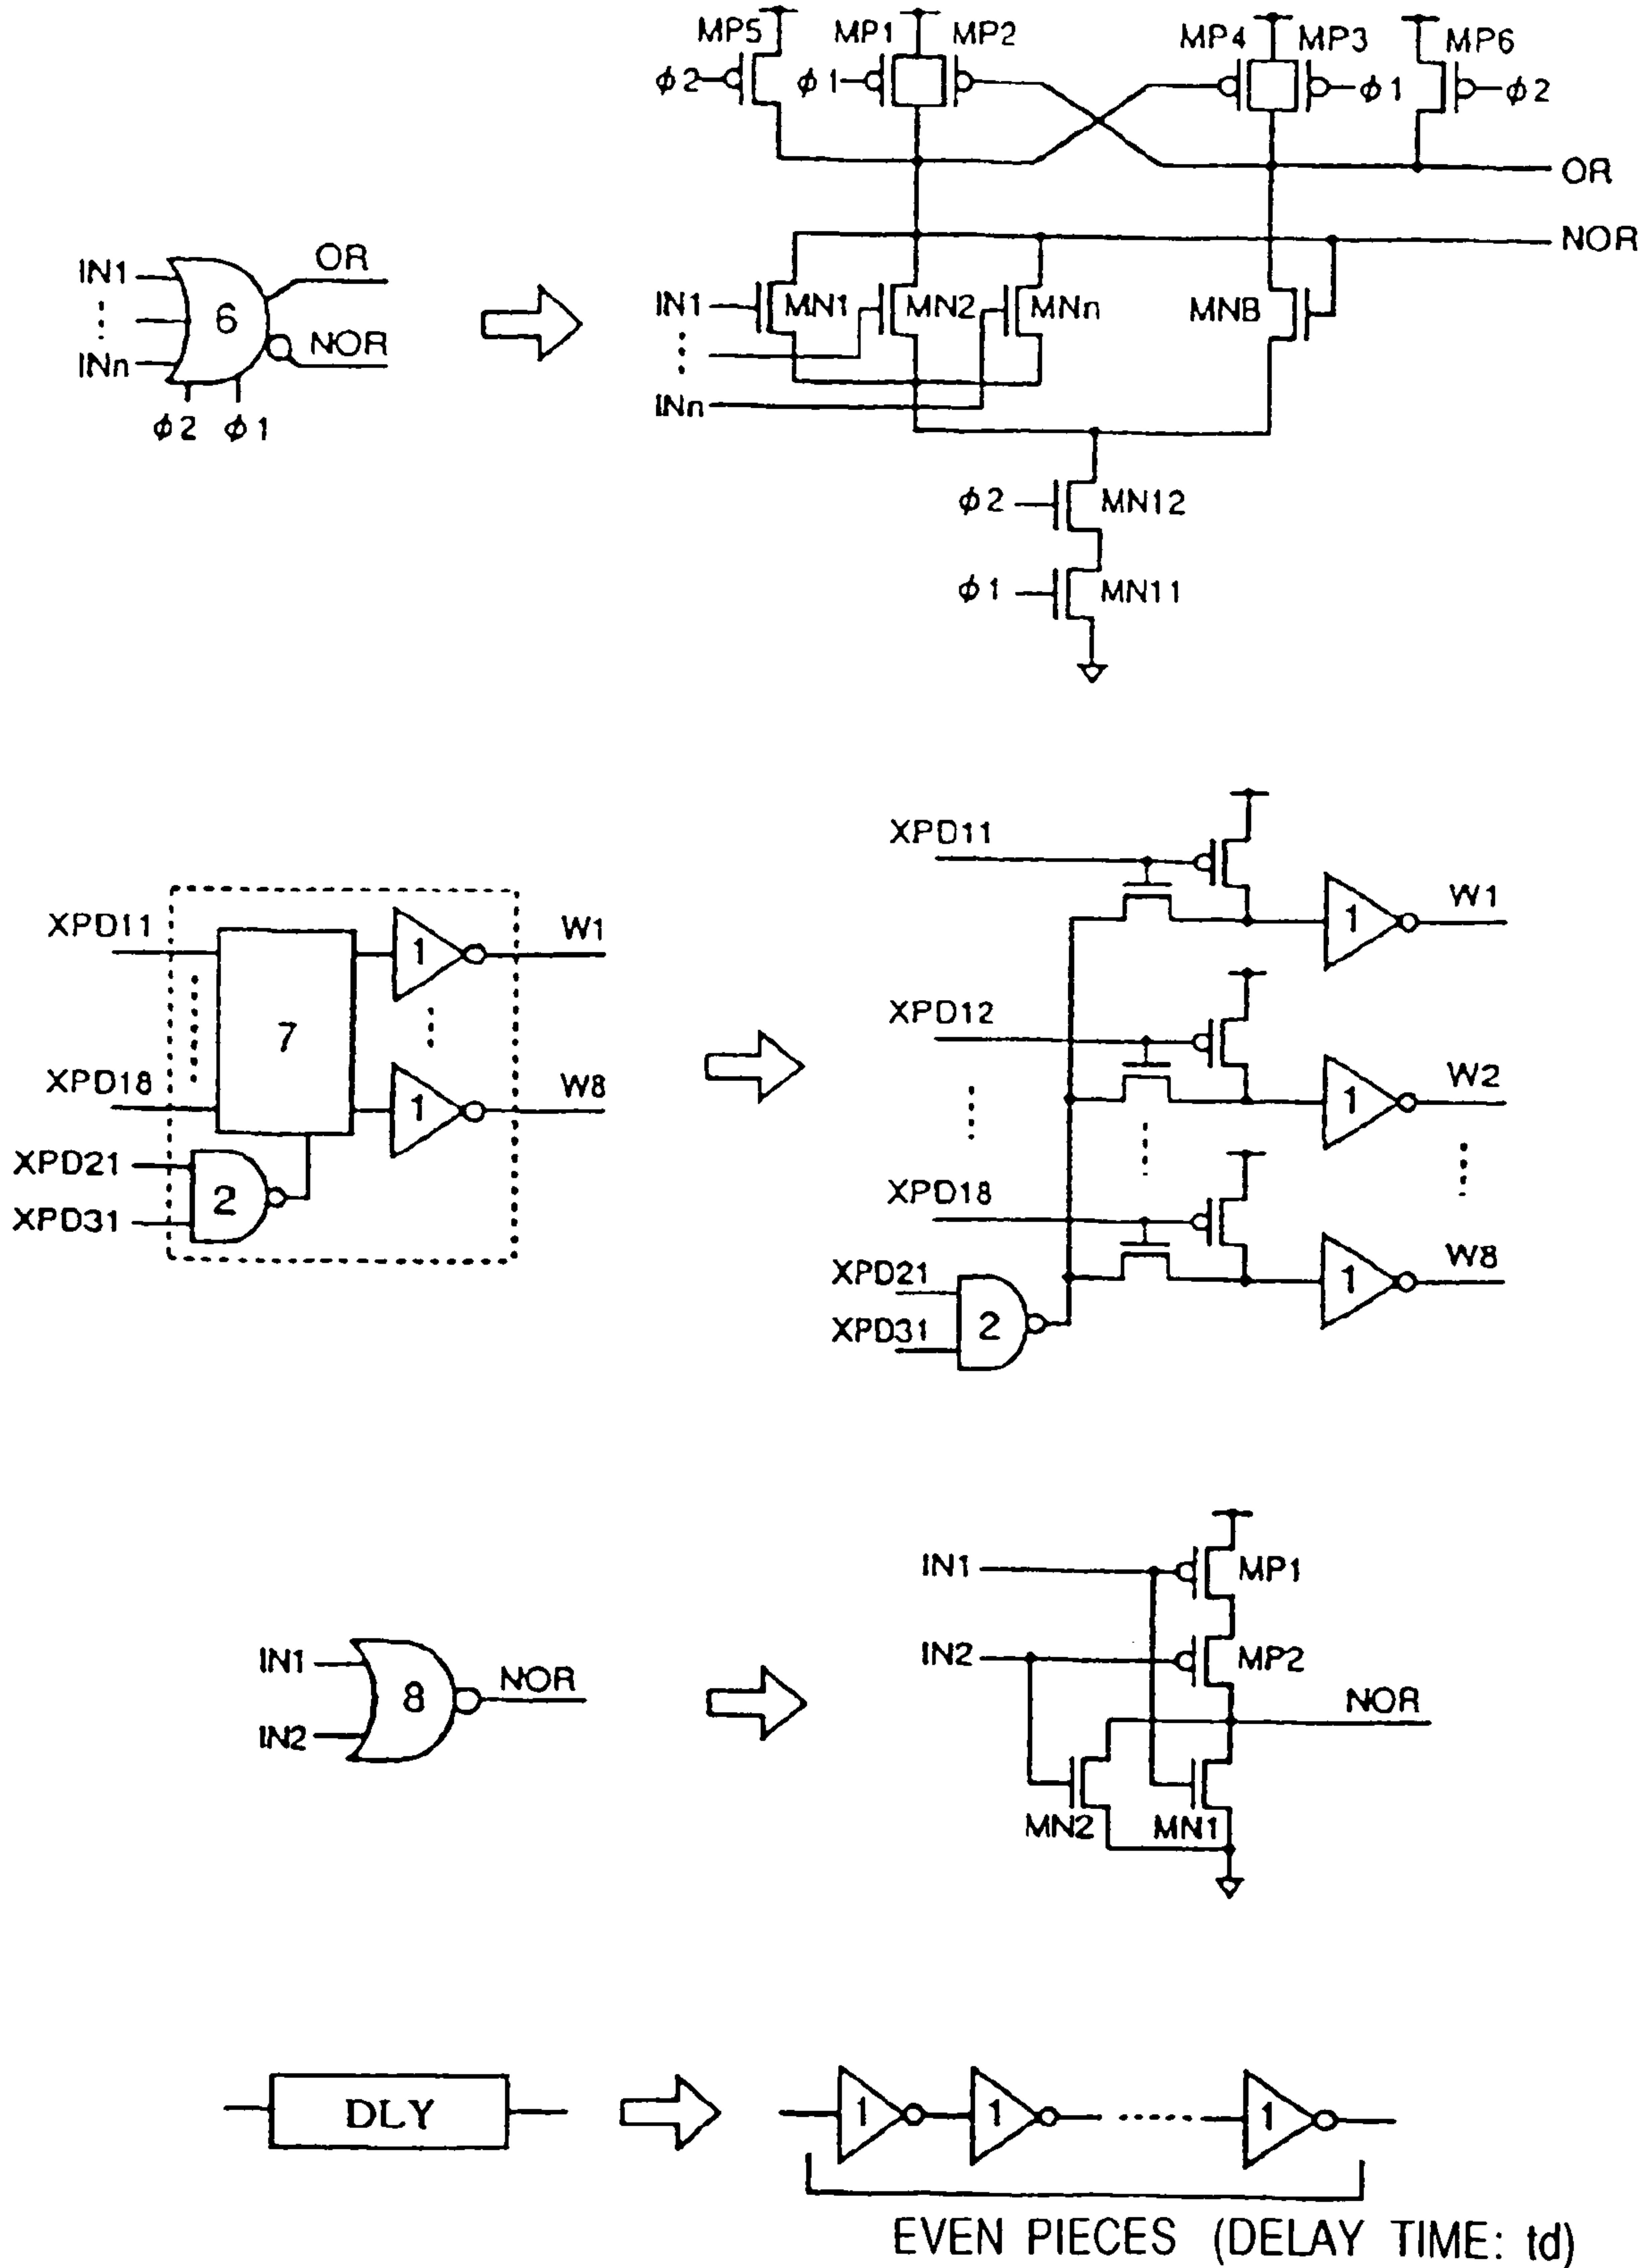 MP5 MP1 MP2 MP4 MP3 MP6
ϕ2 ϕ1 ϕ1 ϕ2
OR
NOR
IN1 MN1 MN2 MNn MNB
INn
ϕ2 MN12
ϕ1 MN11
IN1 OR
6
INn NOR
ϕ2 ϕ1
XPD11 W1
1
7
XPD18 W8
1
XPD21
2
XPD31
XPD11
1 W1
XPD12
1 W2
XPD18
1 W8
XPD21
2
XPD31
IN1
8 NOR
IN2
IN1 MP1
IN2 MP2
NOR
MN2 MN1
DLY
1 1 1
EVEN PIECES (DELAY TIME: td)